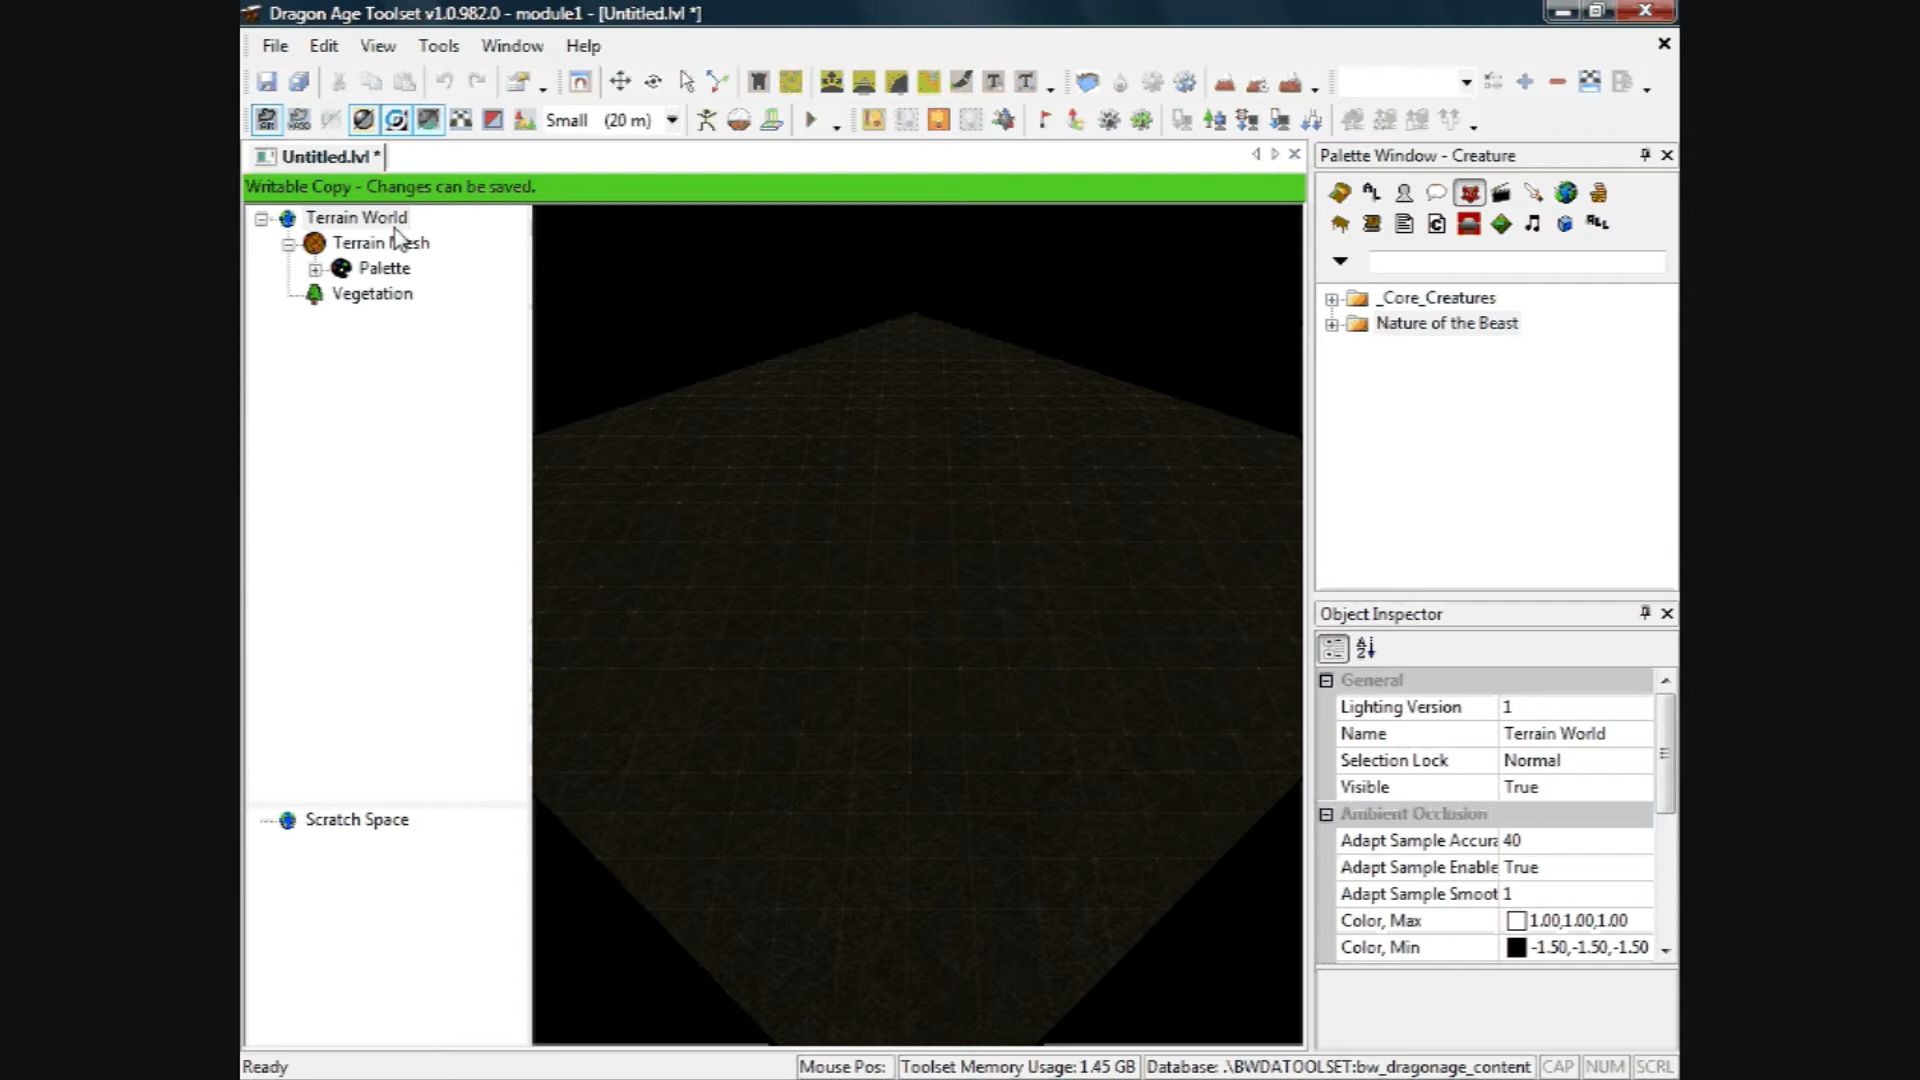 Dragon Age Toolset v1.0.982.0 - module1 - [Untitled.lvl *]
File Edit View Tools Window Help
Small (20 m)
Untitled.lvl *
Writable Copy - Changes can be saved.
Terrain World
Terrain Mesh
Palette
Vegetation
Scratch Space
Palette Window - Creature
_Core_Creatures
Nature of the Beast
Object Inspector
General
Lighting Version 1
Name Terrain World
Selection Lock Normal
Visible True
Ambient Occlusion
Adapt Sample Accura 40
Adapt Sample Enable True
Adapt Sample Smoot 1
Color, Max 1.00,1.00,1.00
Color, Min -1.50,-1.50,-1.50
Ready Mouse Pos: Toolset Memory Usage: 1.45 GB Database: .\BWDATOOLSET:bw_dragonage_content CAP NUM SCRL